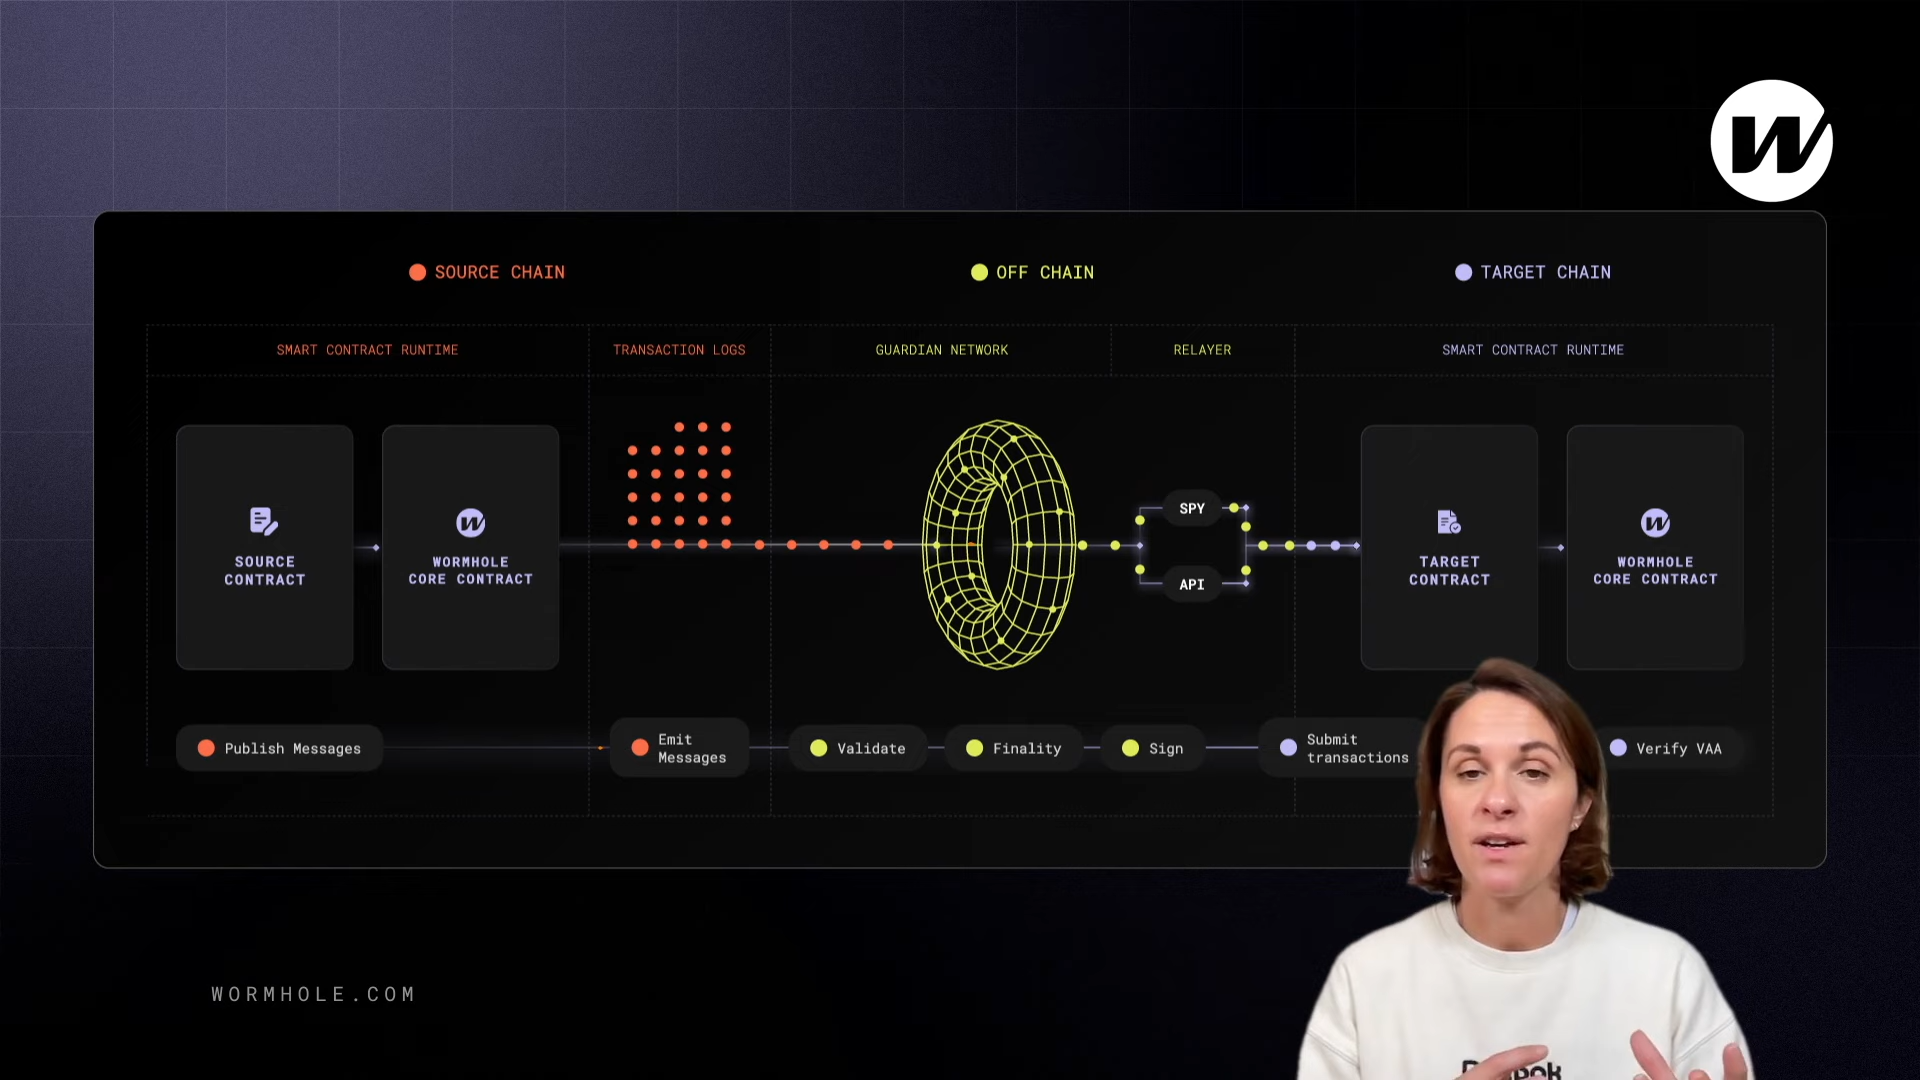 W
SOURCE CHAIN
OFF CHAIN
TARGET CHAIN
SMART CONTRACT RUNTIME
TRANSACTION LOGS
GUARDIAN NETWORK
RELAYER
SMART CONTRACT RUNTIME
SOURCE
CONTRACT
W
WORMHOLE
CORE CONTRACT
SPY
API
TARGET
CONTRACT
W
WORMHOLE
CORE CONTRACT
Publish Messages
Emit
Messages
Validate
Finality
Sign
Submit
transactions
Verify VAA
WORMHOLE.COM